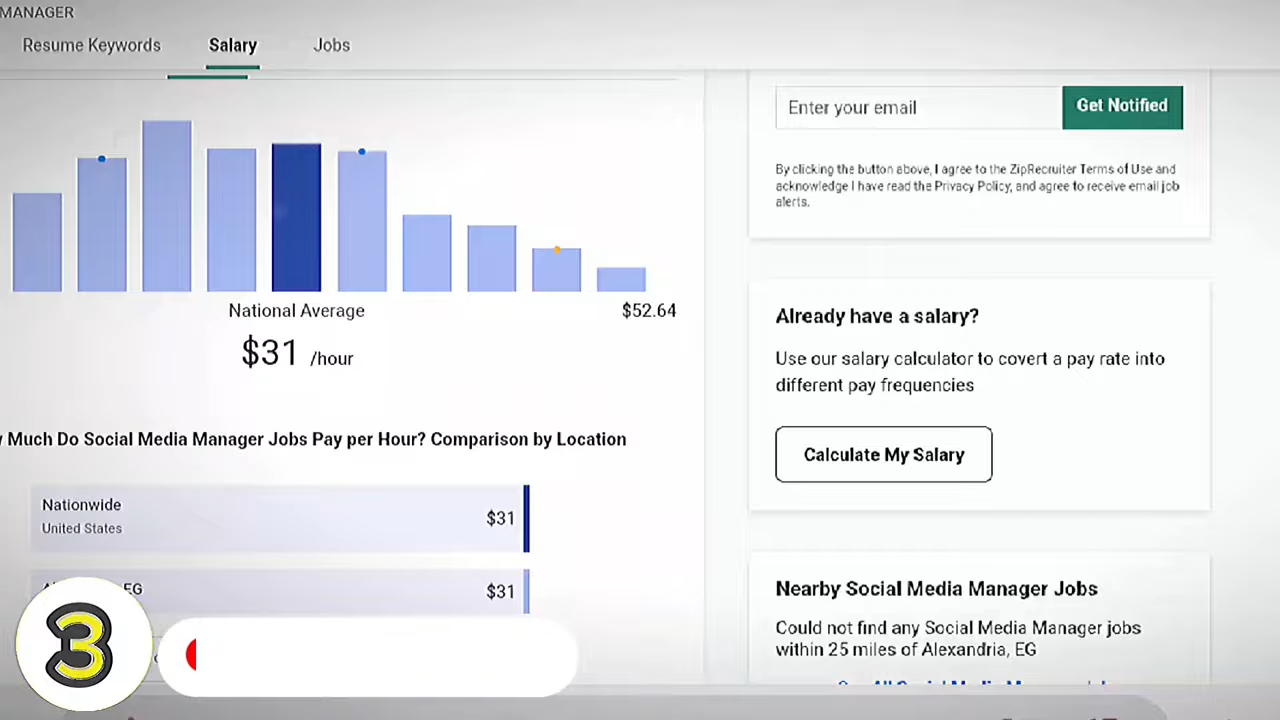 MANAGER
Resume Keywords
Salary
Jobs
Enter your email
Get Notified
By clicking the button above, I agree to the ZipRecruiter Terms of Use and
acknowledge I have read the Privacy Policy, and agree to receive email job
alerts.
National Average
$52.64
$31 /hour
Already have a salary?
Use our salary calculator to covert a pay rate into
different pay frequencies
Calculate My Salary
Much Do Social Media Manager Jobs Pay per Hour? Comparison by Location
Nationwide
United States
$31
EG
$31
3
Nearby Social Media Manager Jobs
Could not find any Social Media Manager jobs
within 25 miles of Alexandria, EG